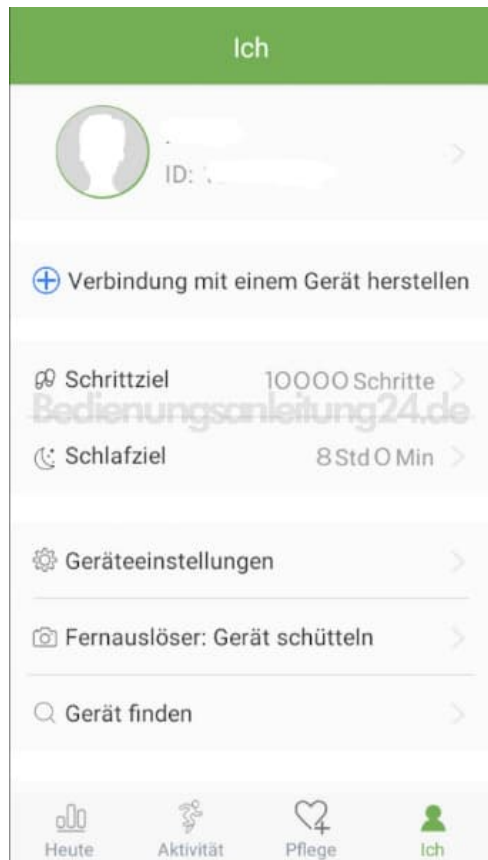 Ich
ID:
Verbindung mit einem Gerät herstellen
Schrittziel 10000 Schritte
Bedienungsanleitung24.de
Schlafziel 8 Std 0 Min
Geräteeinstellungen
Fernauslöser: Gerät schütteln
Gerät finden
Heute Aktivität Pflege Ich